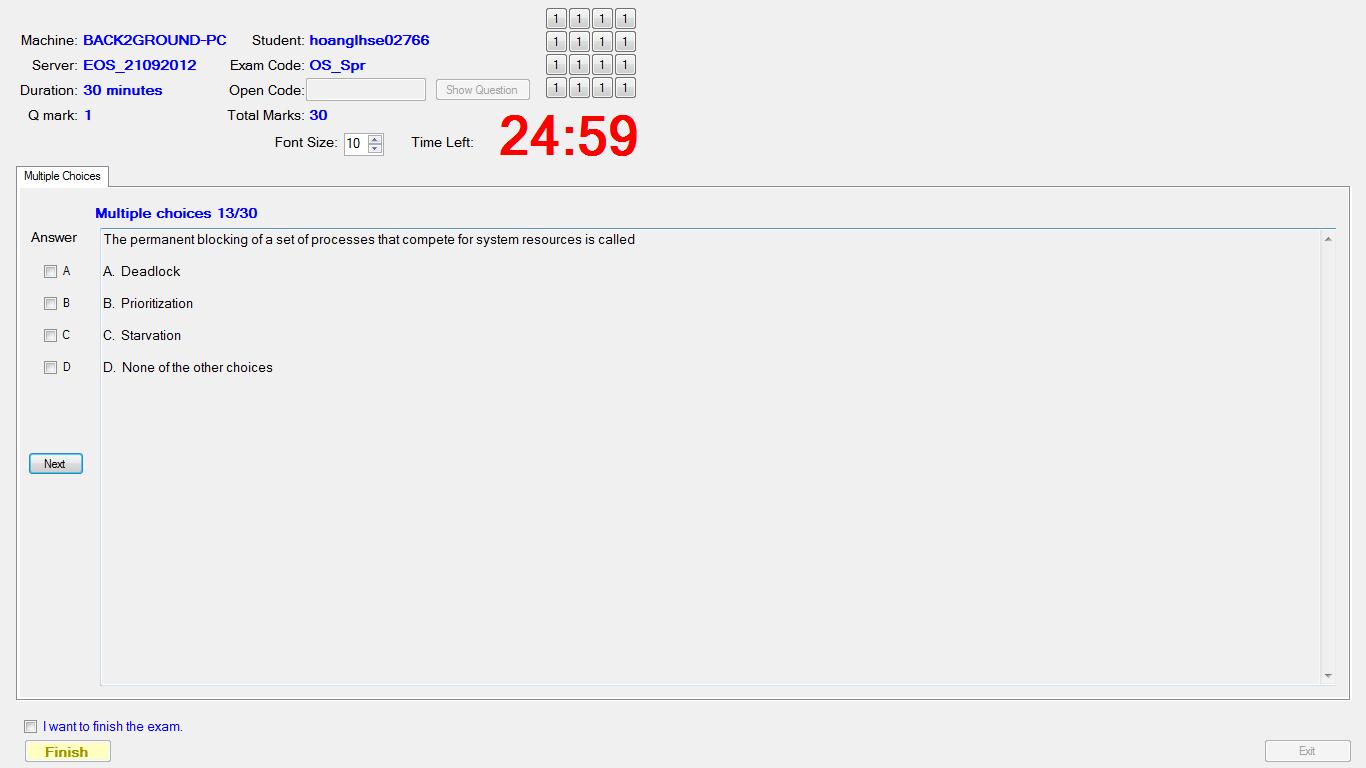 Machine: BACK2GROUND-PC Student: hoanglhse02766
Server: EOS_21092012 Exam Code: OS_Spr
Duration: 30 minutes Open Code: Show Question
Q mark: 1 Total Marks: 30
Font Size: 10 Time Left: 24:59
1 1 1 1
1 1 1 1
1 1 1 1
1 1 1 1
Multiple Choices
Multiple choices 13/30
Answer
The permanent blocking of a set of processes that compete for system resources is called
A A. Deadlock
B B. Prioritization
C C. Starvation
D D. None of the other choices
Next
I want to finish the exam.
Finish
Exit